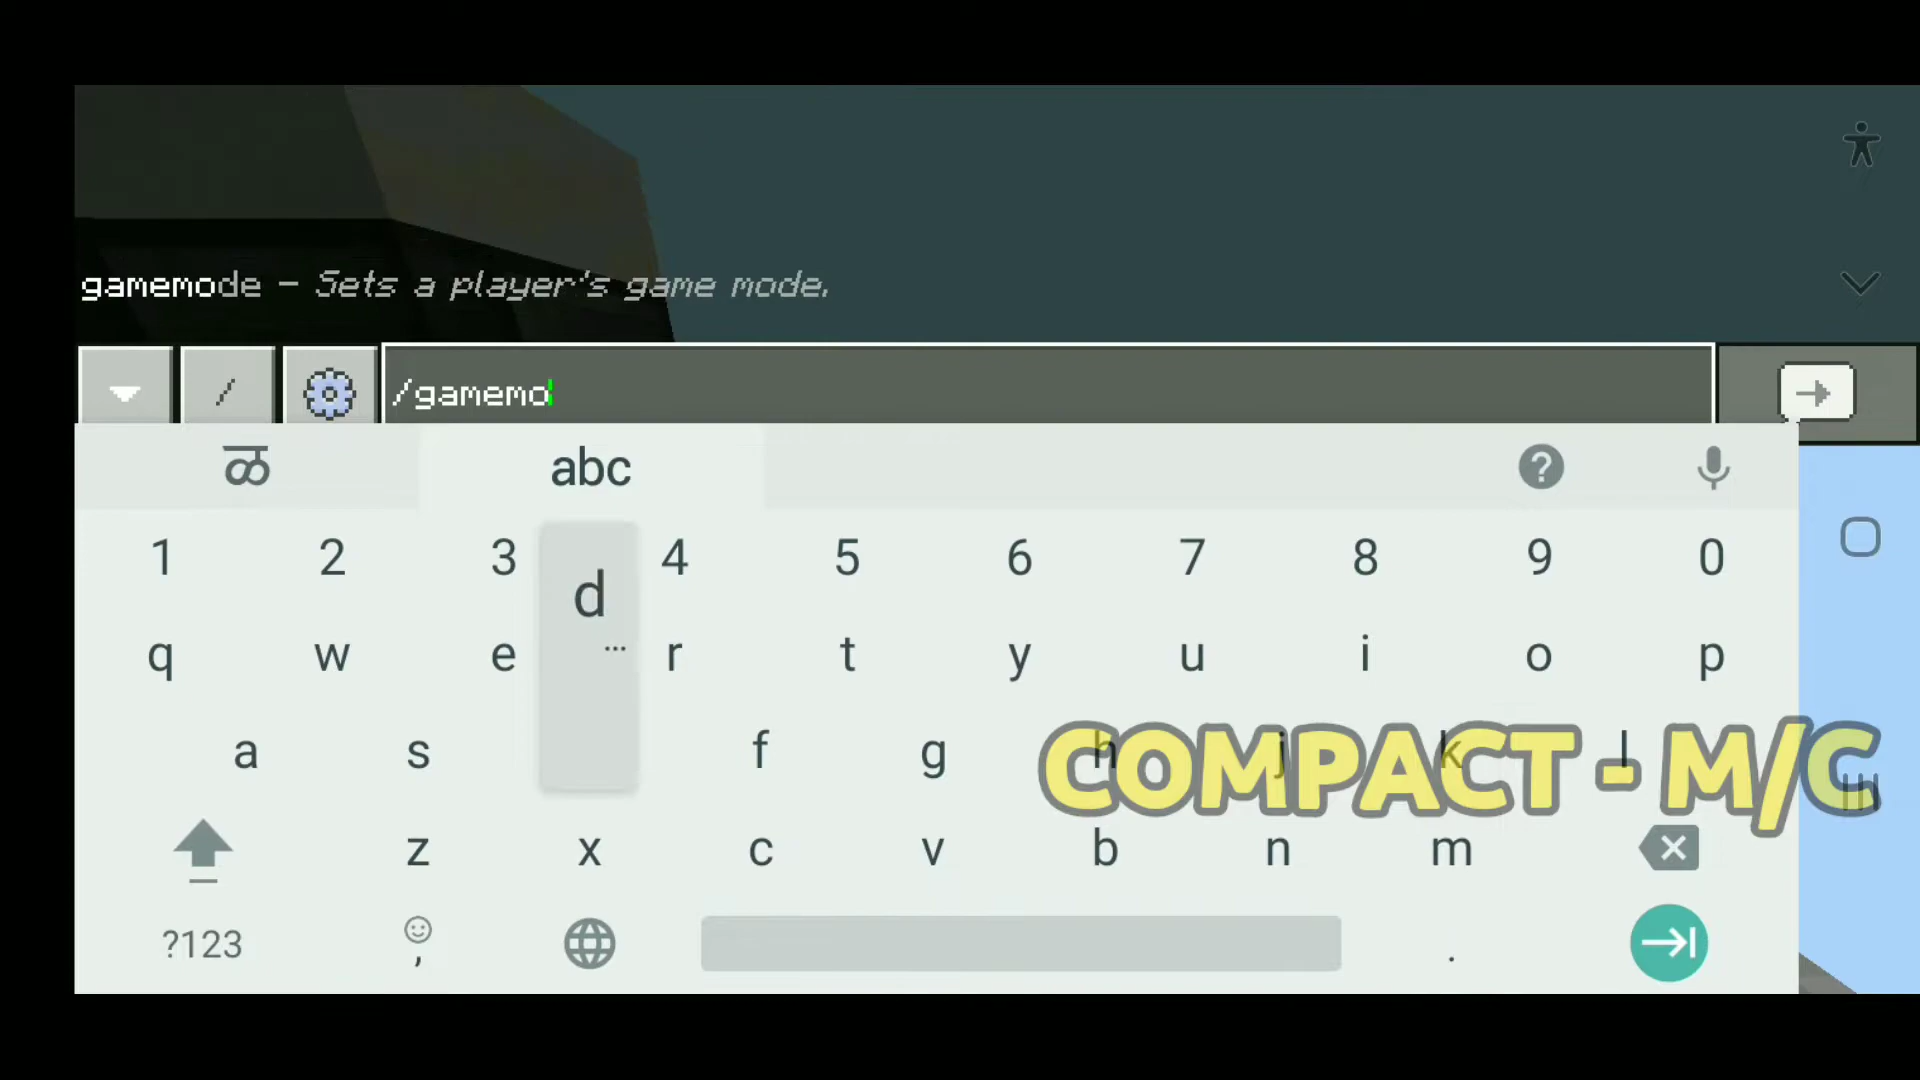 gamemode - Sets a player's game mode.
/ /gamemo
abc ?
1 2 3 4 5 6 7 8 9 0
d
q w e r t y u i o p
a s f g h j k l
COMPACT - M/C
z x c v b n m
?123 , .